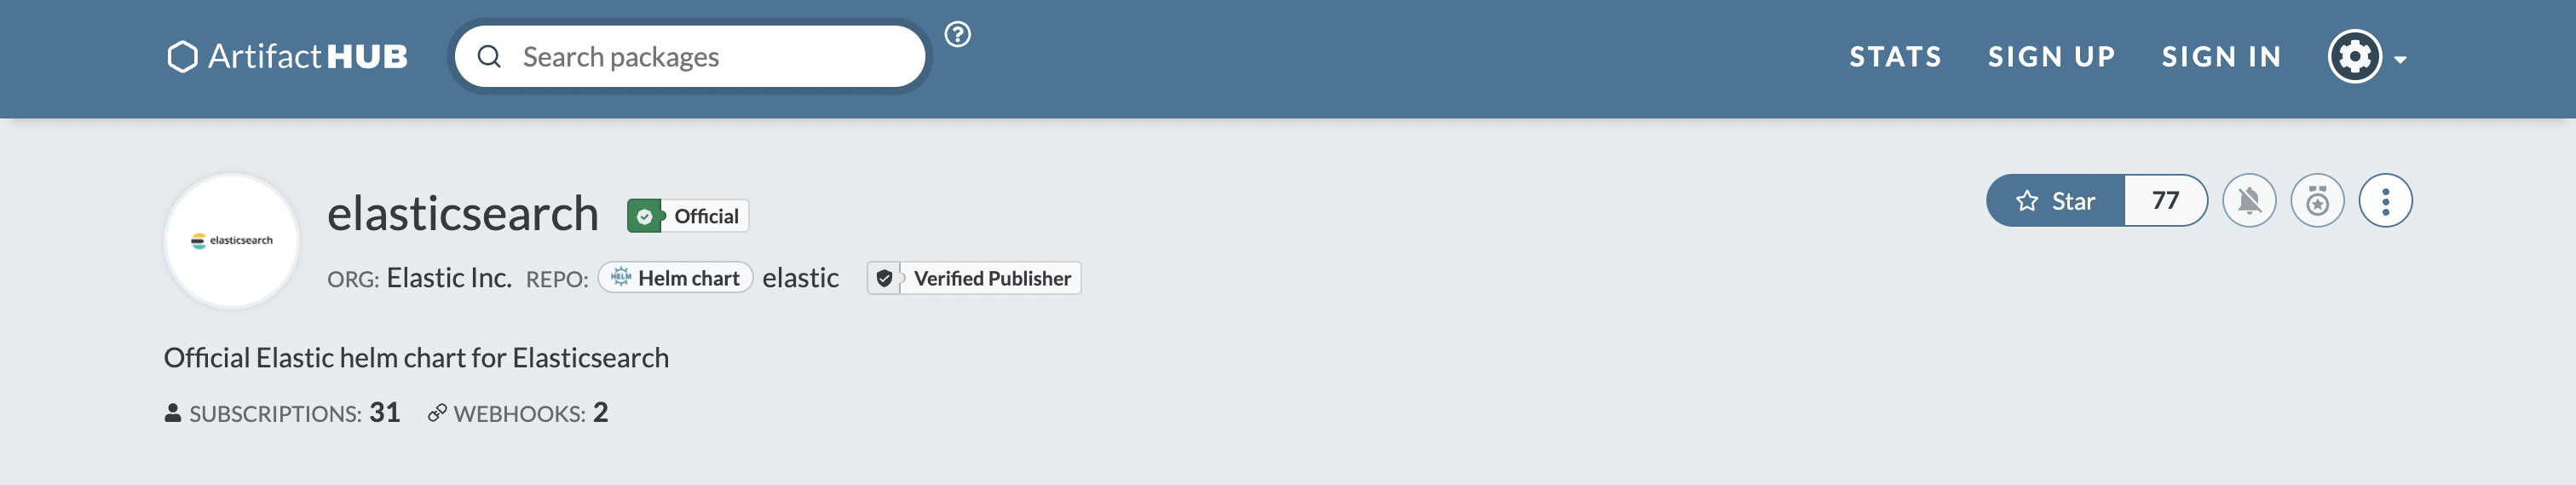 ArtifactHUB Search packages ? STATS SIGN UP SIGN IN
elasticsearch
elasticsearch Official Star 77
ORG: Elastic Inc. REPO: HELM Helm chart elastic Verified Publisher
Official Elastic helm chart for Elasticsearch
SUBSCRIPTIONS: 31 WEBHOOKS: 2